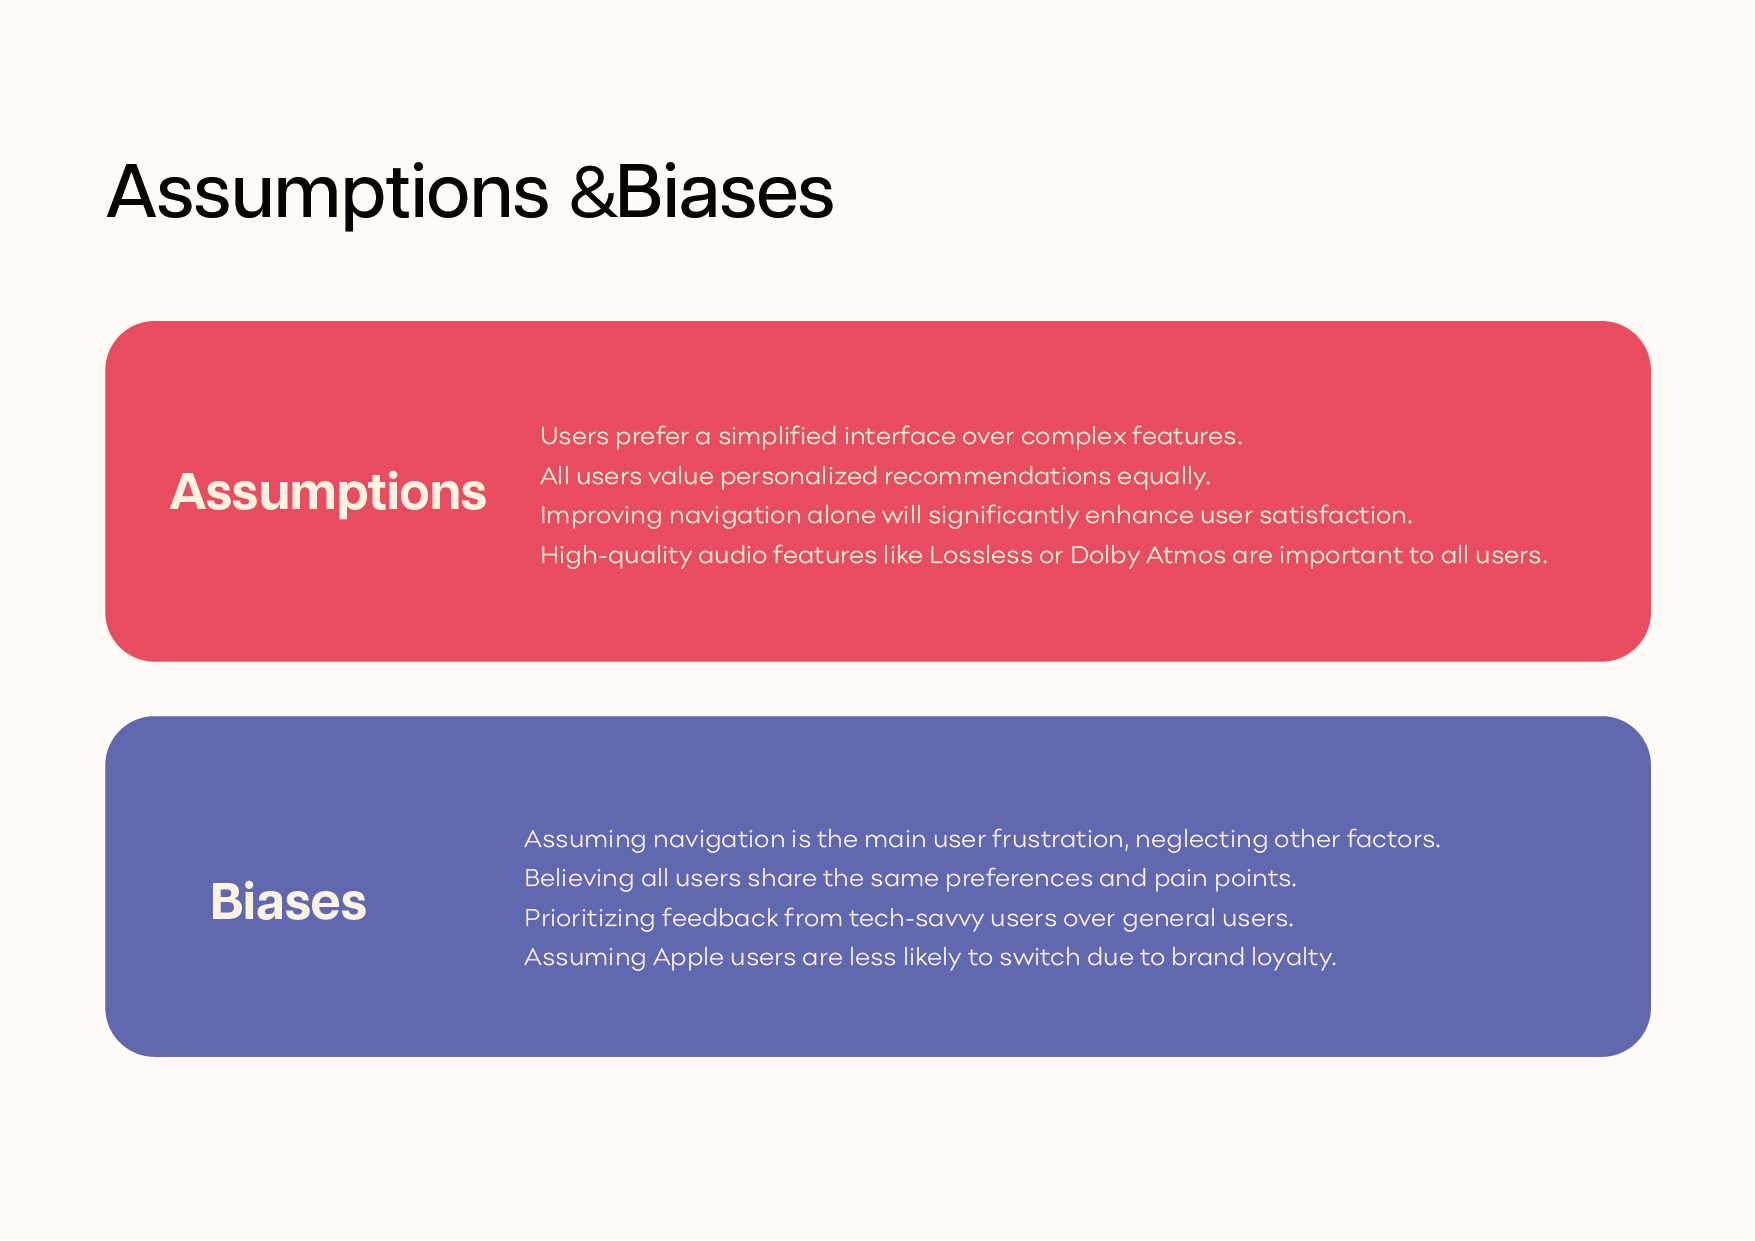 Assumptions &Biases
Assumptions
Users prefer a simplified interface over complex features.
All users value personalized recommendations equally.
Improving navigation alone will significantly enhance user satisfaction.
High-quality audio features like Lossless or Dolby Atmos are important to all users.
Biases
Assuming navigation is the main user frustration, neglecting other factors.
Believing all users share the same preferences and pain points.
Prioritizing feedback from tech-savvy users over general users.
Assuming Apple users are less likely to switch due to brand loyalty.